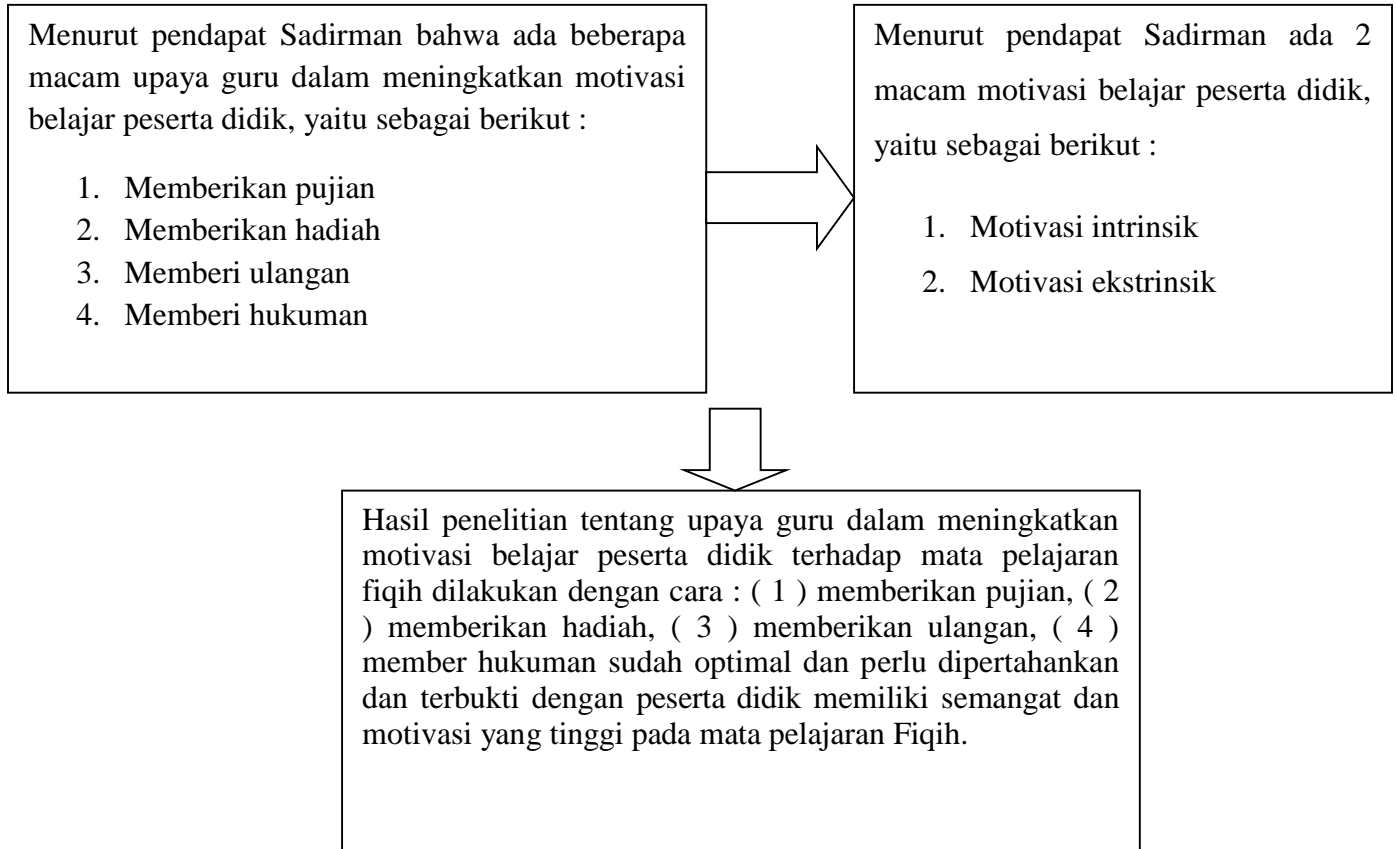 Menurut pendapat Sadirman bahwa ada beberapa
macam upaya guru dalam meningkatkan motivasi
belajar peserta didik, yaitu sebagai berikut :
1. Memberikan pujian
2. Memberikan hadiah
3. Memberi ulangan
4. Memberi hukuman
Menurut pendapat Sadirman ada 2
macam motivasi belajar peserta didik,
yaitu sebagai berikut :
1. Motivasi intrinsik
2. Motivasi ekstrinsik
Hasil penelitian tentang upaya guru dalam meningkatkan
motivasi belajar peserta didik terhadap mata pelajaran
fiqih dilakukan dengan cara : ( 1 ) memberikan pujian, ( 2
) memberikan hadiah, ( 3 ) memberikan ulangan, ( 4 )
member hukuman sudah optimal dan perlu dipertahankan
dan terbukti dengan peserta didik memiliki semangat dan
motivasi yang tinggi pada mata pelajaran Fiqih.